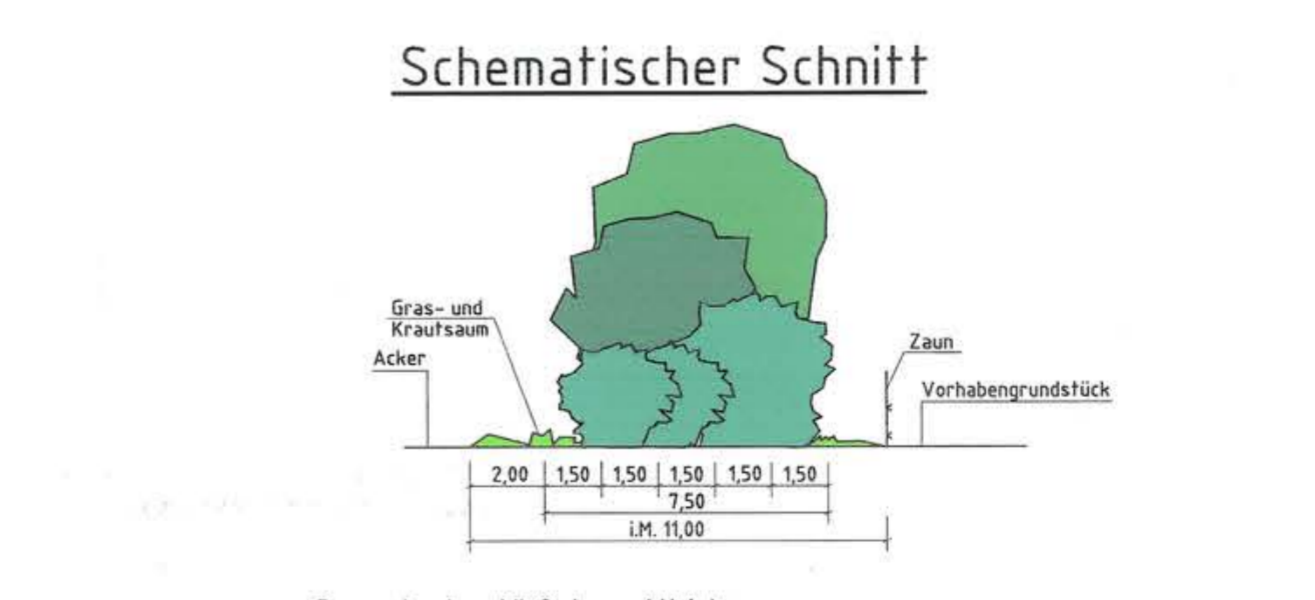 Schematischer Schnitt
Gras- und
Krautsaum
Acker
Zaun
Vorhabengrundstück
2,00 1,50 1,50 1,50 1,50 1,50
7,50
i.M. 11,00